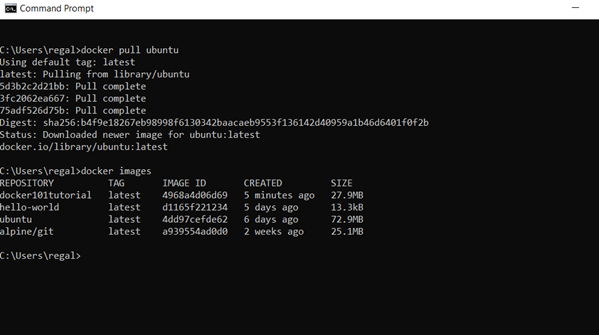 Command Prompt
C:\Users\regal>docker pull ubuntu
Using default tag: latest
latest: Pulling from library/ubuntu
5d3b2c2d21bb: Pull complete
3fc2062ea667: Pull complete
75adf526d75b: Pull complete
Digest: sha256:b4f9e18267eb98998f6130342baacaeb9553f136142d40959a1b46d6401f0f2b
Status: Downloaded newer image for ubuntu:latest
docker.io/library/ubuntu:latest
C:\Users\regal>docker images
REPOSITORY TAG IMAGE ID CREATED SIZE
docker101tutorial latest 4968a4d06d69 5 minutes ago 27.9MB
hello-world latest d1165f221234 5 days ago 13.3kB
ubuntu latest 4dd97cefde62 6 days ago 72.9MB
alpine/git latest a939554ad0d0 2 weeks ago 25.1MB
C:\Users\regal>